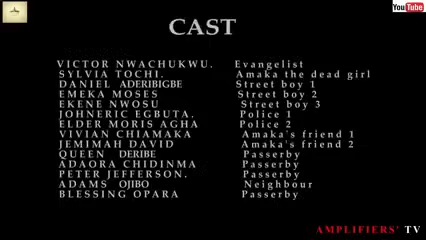 You Tube
CAST
VICTOR NWACHUKWU. Evangelist
SYLVIA TOCHI. Amaka the dead girl
DANIEL ADERIBIGBE Street boy 1
EMEKA MOSES Street boy 2
EKENE NWOSU Street boy 3
JOHNERIC EGBUTA. Police 1
ELDER MORIS AGHA Police 2
VIVIAN CHIAMAKA Amaka's friend 1
JEMIMAH DAVID Amaka's friend 2
QUEEN DERIBE Passerby
ADAORA CHIDINMA Passerby
PETER JEFFERSON. Passerby
ADAMS OJIBO Neighbour
BLESSING OPARA Passerby
AMPLIFIERS' TV